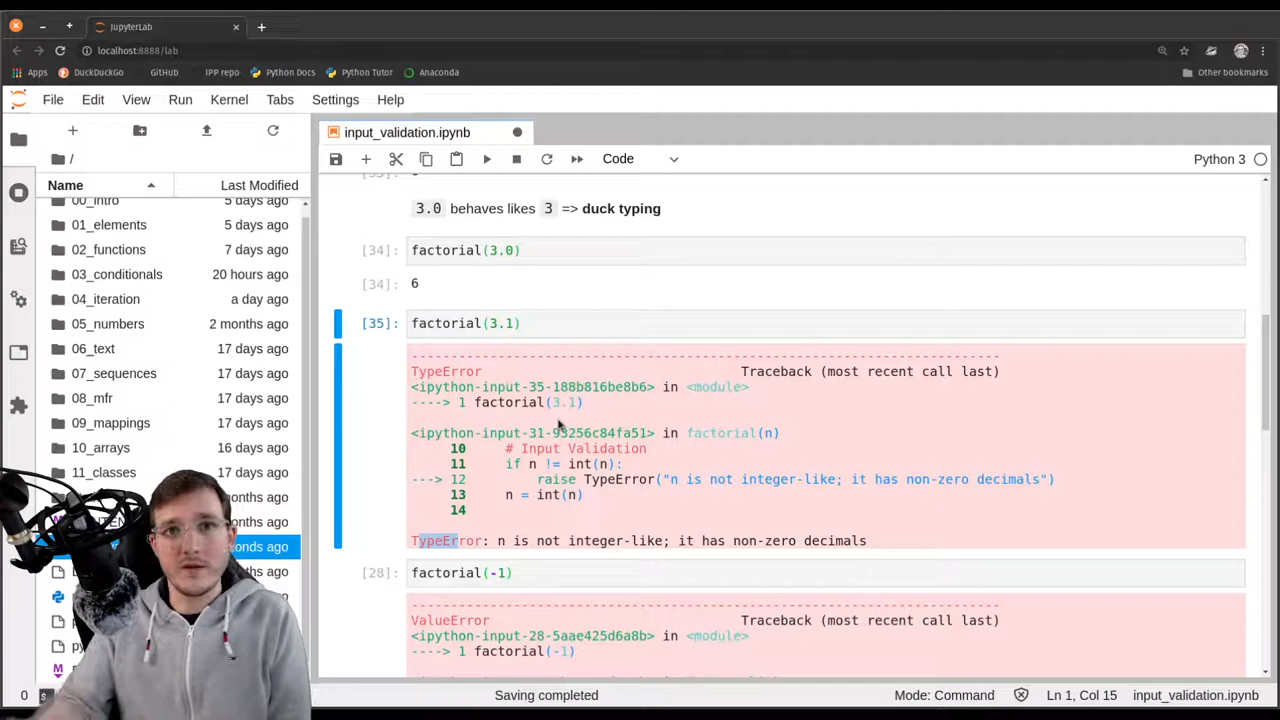 JupyterLab
localhost:8888/lab
Apps DuckDuckGo GitHub IPP repo Python Docs Python Tutor Anaconda Other bookmarks
File Edit View Run Kernel Tabs Settings Help
input_validation.ipynb
Code Python 3
/
Name Last Modified
00_intro 5 days ago
01_elements 5 days ago
02_functions 7 days ago
03_conditionals 20 hours ago
04_iteration a day ago
05_numbers 2 months ago
06_text 17 days ago
07_sequences 17 days ago
08_mfr 17 days ago
09_mappings 17 days ago
10_arrays 16 days ago
11_classes 17 days ago
3.0 behaves likes 3 => duck typing
[34]: factorial(3.0)
[34]: 6
[35]: factorial(3.1)
---------------------------------------------------------------------------
TypeError Traceback (most recent call last)
<ipython-input-35-188b816be8b6> in <module>
----> 1 factorial(3.1)
<ipython-input-31-93256c84fa51> in factorial(n)
10 # Input Validation
11 if n != int(n):
---> 12 raise TypeError("n is not integer-like; it has non-zero decimals")
13 n = int(n)
14
TypeError: n is not integer-like; it has non-zero decimals
[28]: factorial(-1)
---------------------------------------------------------------------------
ValueError Traceback (most recent call last)
<ipython-input-28-5aae425d6a8b> in <module>
----> 1 factorial(-1)
0 Saving completed Mode: Command Ln 1, Col 15 input_validation.ipynb